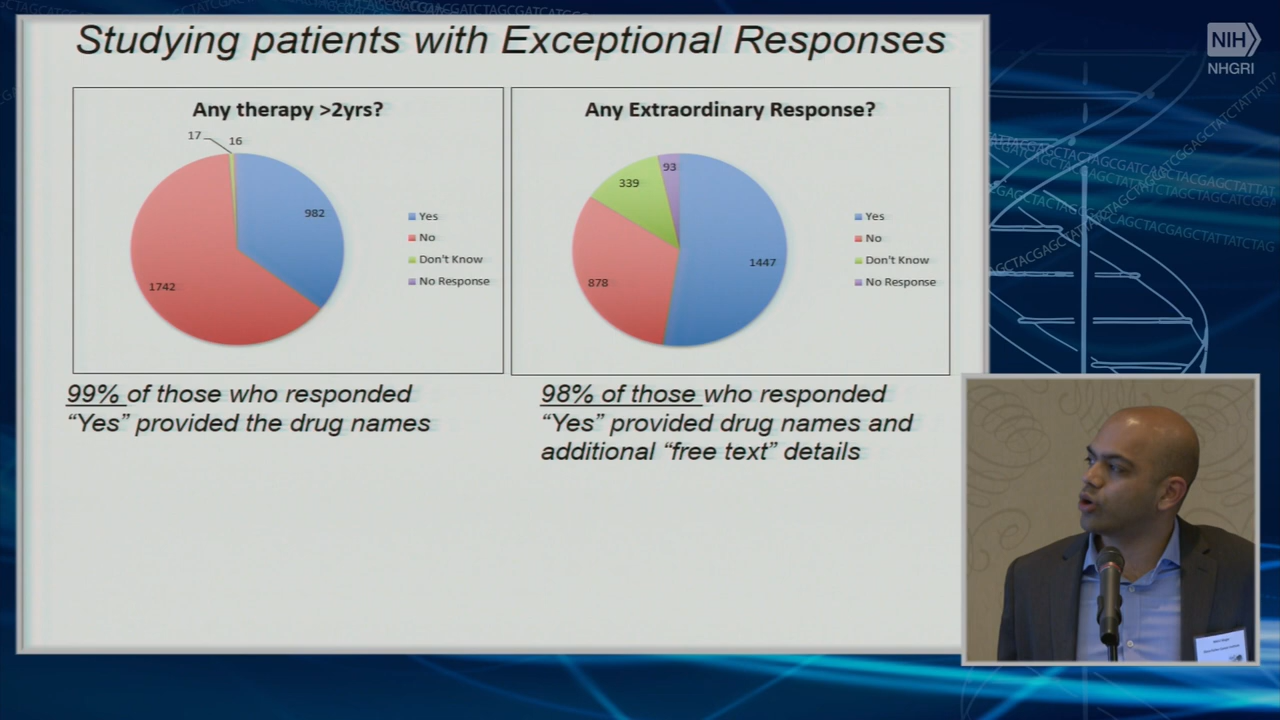 Studying patients with Exceptional Responses
NIH
NHGRI
Any therapy >2yrs?
17
16
982
1742
Yes
No
Don't Know
No Response
Any Extraordinary Response?
93
339
878
1447
Yes
No
Don't Know
No Response
99% of those who responded
“Yes” provided the drug names
98% of those who responded
“Yes” provided drug names and
additional “free text” details